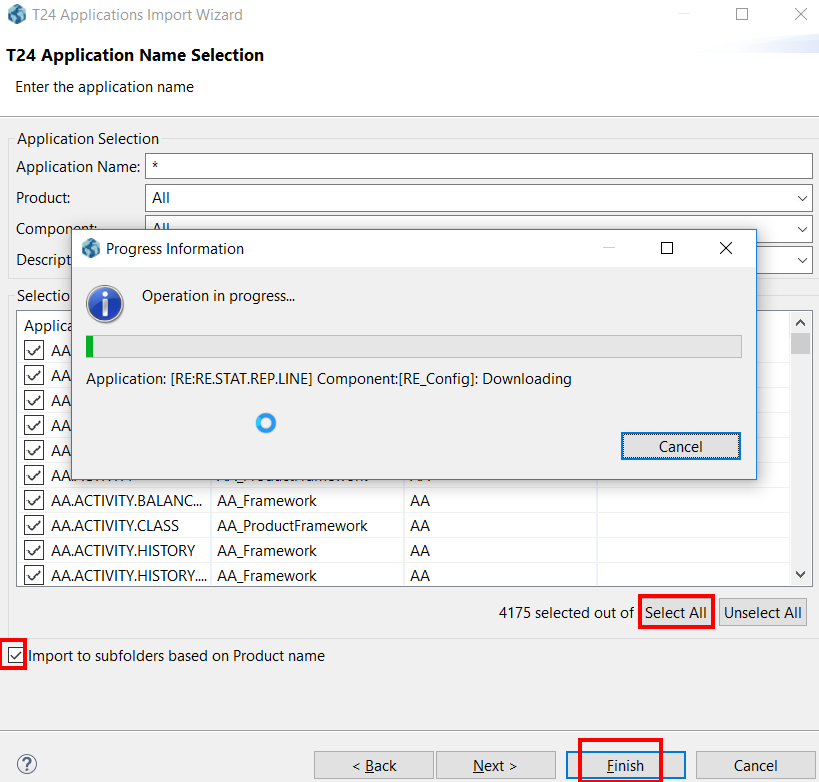 T24 Applications Import Wizard
T24 Application Name Selection
Enter the application name
Application Selection
Application Name: *
Product: All
Component: All
Descript
Progress Information
Operation in progress...
Application: [RE:RE.STAT.REP.LINE] Component:[RE_Config]: Downloading
Cancel
Selectio
Applica
AA
AA
AA
AA
AA
AA.ACTIVITY AA_ProductFramework AA
AA.ACTIVITY.BALANC... AA_Framework AA
AA.ACTIVITY.CLASS AA_ProductFramework AA
AA.ACTIVITY.HISTORY AA_Framework AA
AA.ACTIVITY.HISTORY.... AA_Framework AA
4175 selected out of Select All Unselect All
Import to subfolders based on Product name
? < Back Next > Finish Cancel